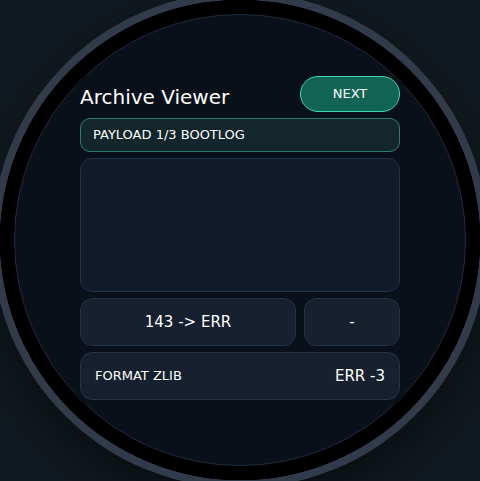 Archive Viewer
NEXT
PAYLOAD 1/3 BOOTLOG
143 -> ERR
-
FORMAT ZLIB
ERR -3